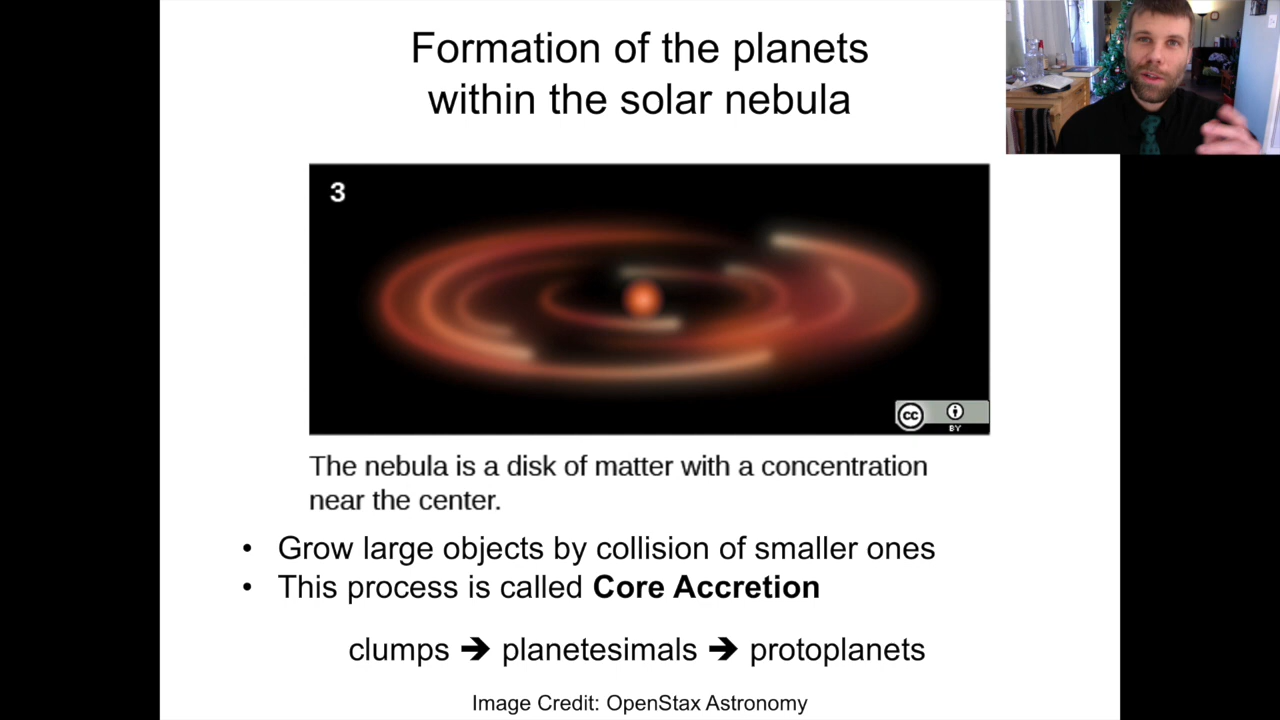 Formation of the planets
within the solar nebula
3
cc
BY
The nebula is a disk of matter with a concentration
near the center.
• Grow large objects by collision of smaller ones
• This process is called Core Accretion
clumps ➔ planetesimals ➔ protoplanets
Image Credit: OpenStax Astronomy